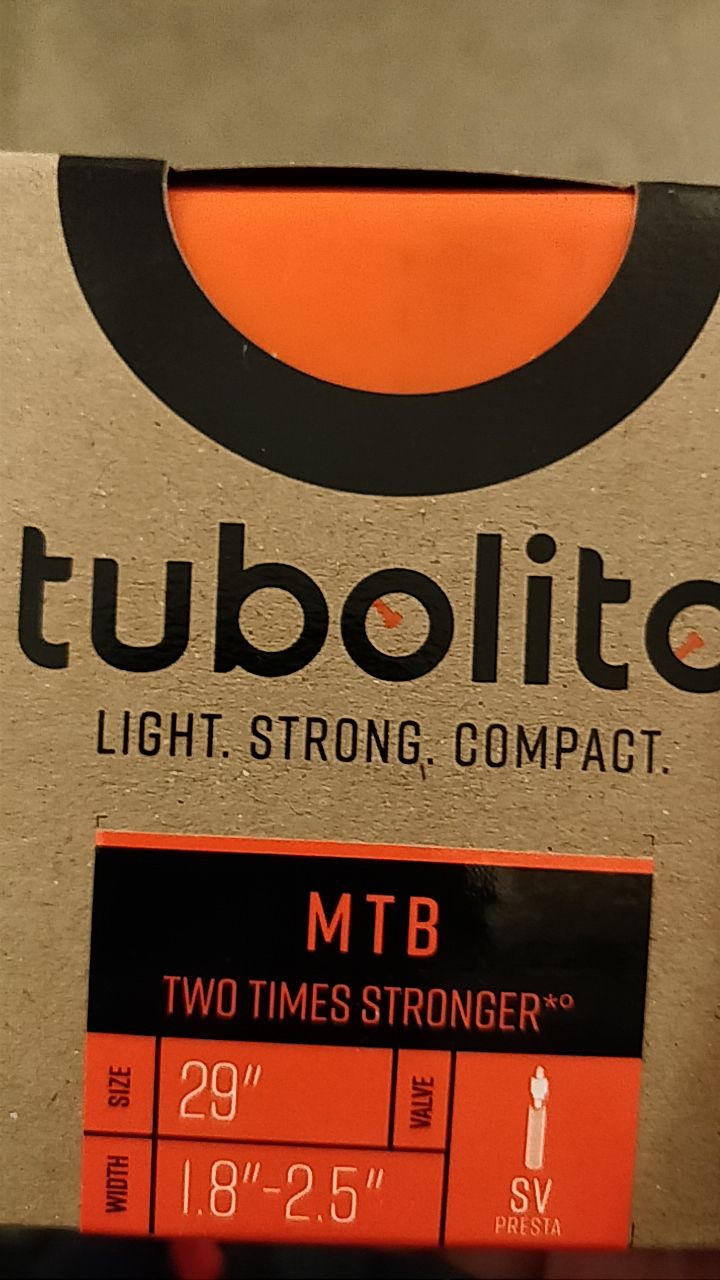 tubolito
LIGHT. STRONG. COMPACT.
MTB
TWO TIMES STRONGER*°
SIZE
29"
VALVE
WIDTH
1.8"-2.5"
SV
PRESTA